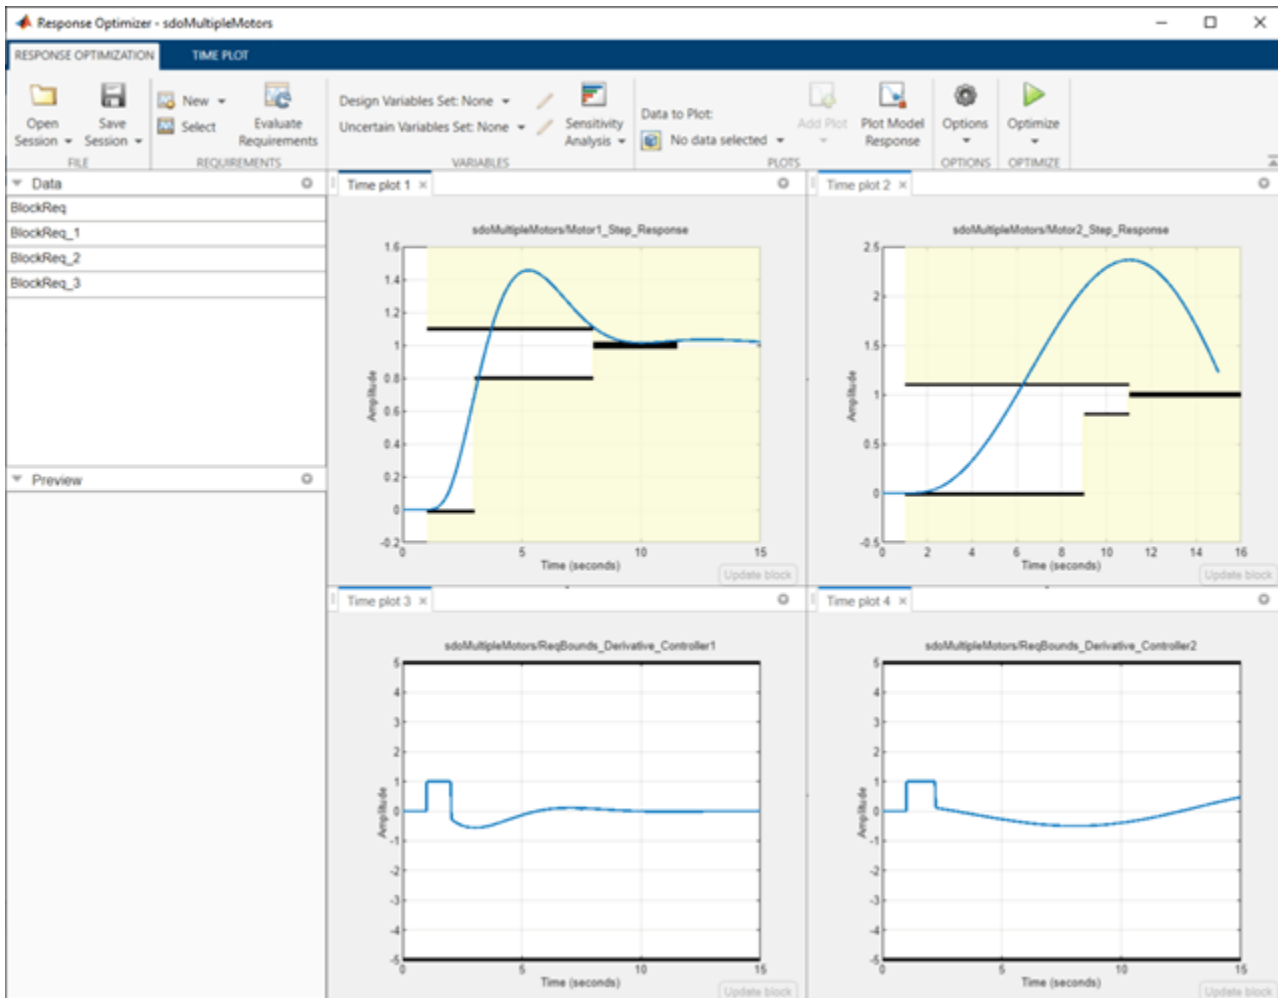 Response Optimizer - sdoMultipleMotors
RESPONSE OPTIMIZATION
TIME PLOT
Open Session
Save Session
FILE
New
Select
Evaluate Requirements
REQUIREMENTS
Design Variables Set: None
Uncertain Variables Set: None
Sensitivity Analysis
VARIABLES
Data to Plot:
No data selected
Add Plot
Plot Model Response
PLOTS
Options
OPTIONS
Optimize
OPTIMIZE
Data
BlockReq
BlockReq_1
BlockReq_2
BlockReq_3
Preview
Time plot 1
sdoMultipleMotors/Motor1_Step_Response
Amplitude
1.6
1.4
1.2
1
0.8
0.6
0.4
0.2
0
-0.2
0 5 10 15
Time (seconds)
Update block
Time plot 2
sdoMultipleMotors/Motor2_Step_Response
Amplitude
2.5
2
1.5
1
0.5
0
-0.5
0 2 4 6 8 10 12 14 16
Time (seconds)
Update block
Time plot 3
sdoMultipleMotors/ReqBounds_Derivative_Controller1
Amplitude
5
4
3
2
1
0
-1
-2
-3
-4
-5
0 5 10 15
Time (seconds)
Update block
Time plot 4
sdoMultipleMotors/ReqBounds_Derivative_Controller2
Amplitude
5
4
3
2
1
0
-1
-2
-3
-4
-5
0 5 10 15
Time (seconds)
Update block